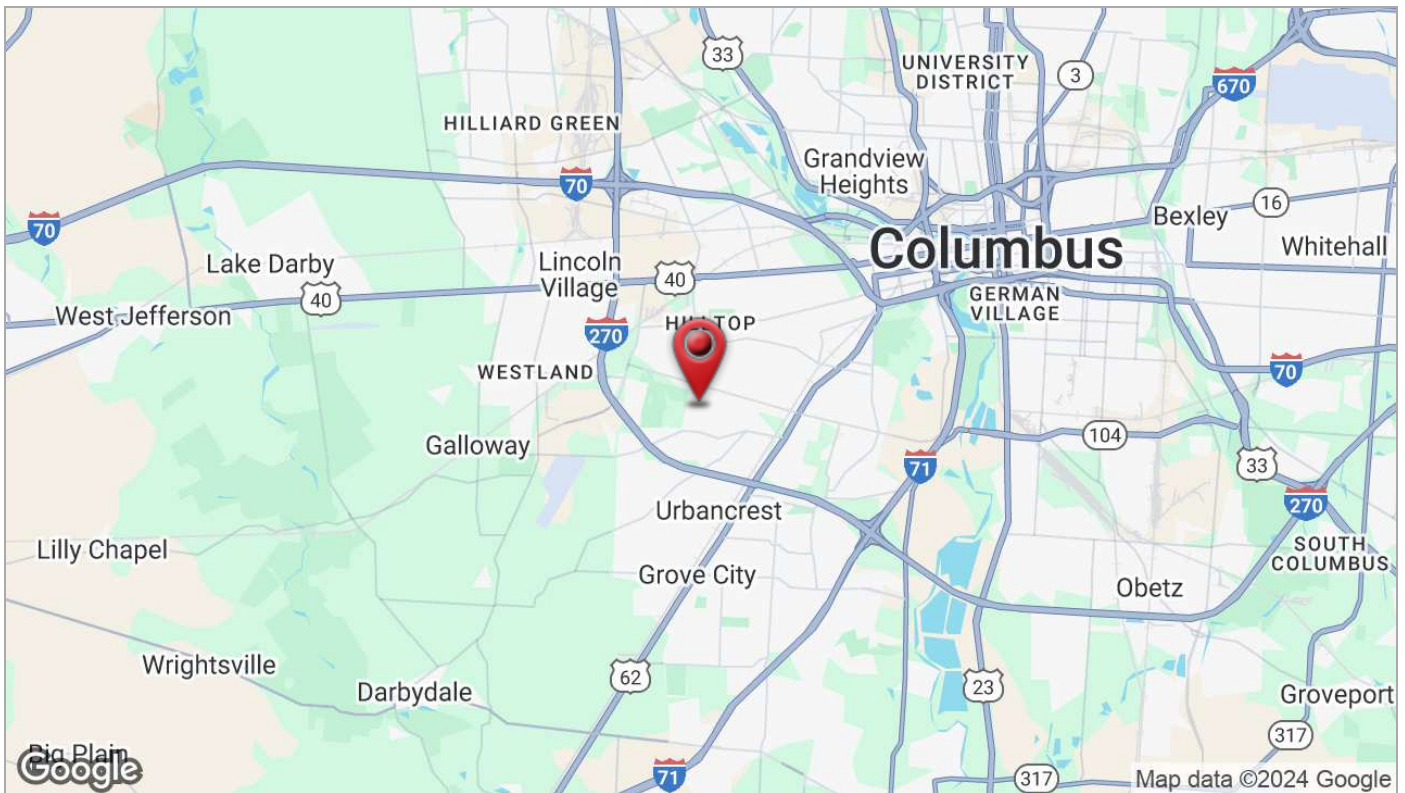 33
UNIVERSITY
DISTRICT
3
670
HILLIARD GREEN
Grandview
Heights
70
16
Bexley
70
Columbus
Whitehall
Lake Darby
Lincoln
Village
40
40
GERMAN
VILLAGE
West Jefferson
HILLTOP
270
WESTLAND
70
Galloway
104
33
71
270
Urbancrest
Lilly Chapel
SOUTH
COLUMBUS
Grove City
Obetz
Wrightsville
62
23
Darbydale
Groveport
317
Big Plain
Google
71
317
Map data ©2024 Google